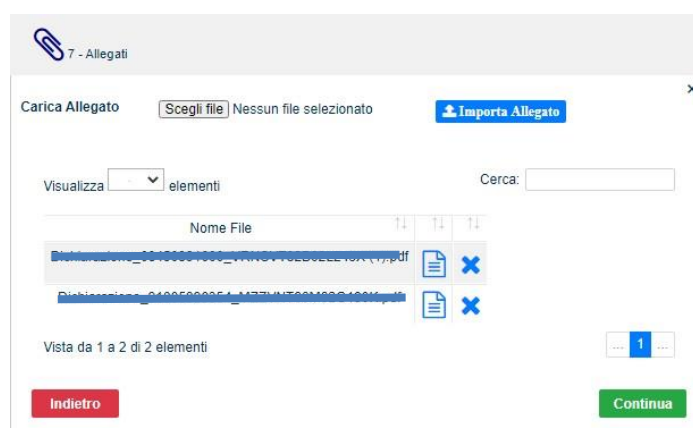 7 - Allegati
Carica Allegato Scegli file Nessun file selezionato Importa Allegato
Visualizza elementi Cerca:
Nome File
.pdf
Vista da 1 a 2 di 2 elementi ... 1 ...
Indietro Continua